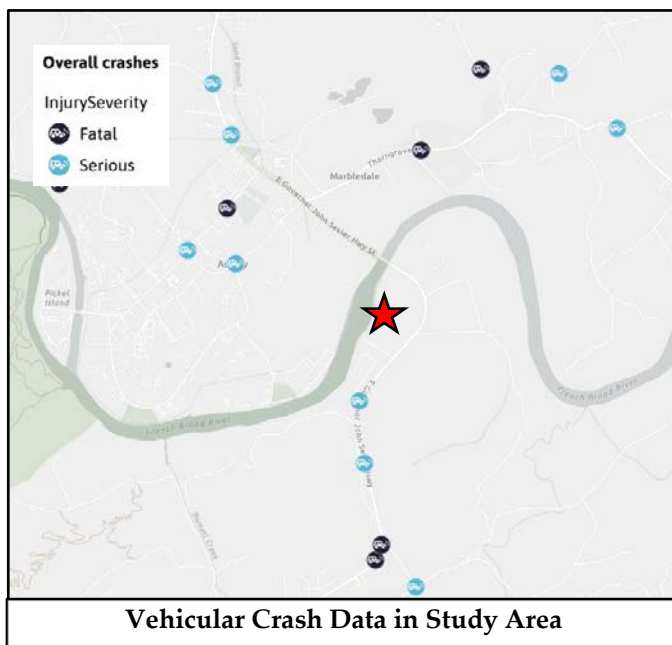 Overall crashes
InjurySeverity
Fatal
Serious
Marbledale
E Governor John Sevier Hwy SE
Pickel
Island
French Broad River
French Broad River
Vehicular Crash Data in Study Area